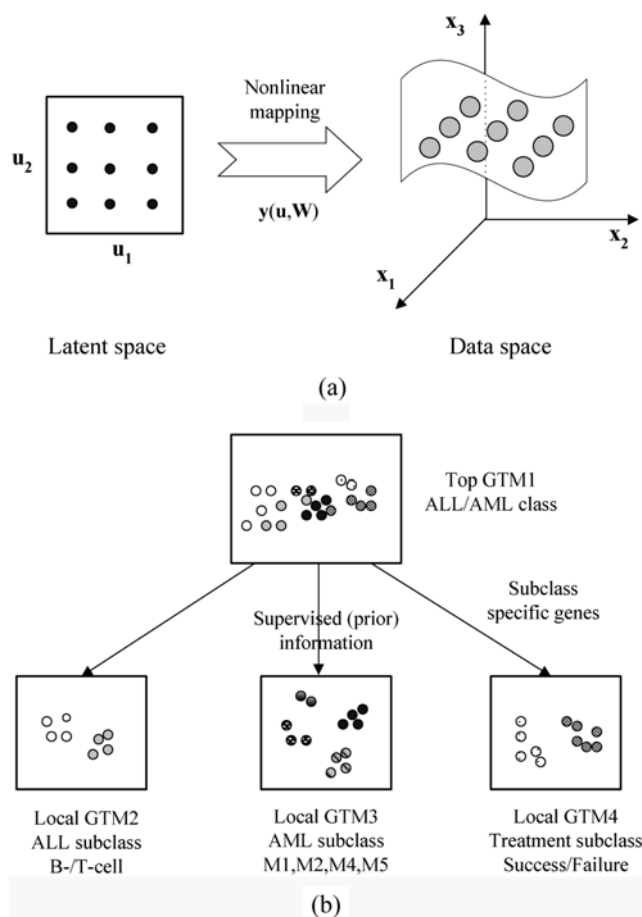 x3
Nonlinear
mapping
u2
y(u,W)
u1
x2
x1
Latent space
Data space
(a)
Top GTM1
ALL/AML class
Subclass
specific genes
Supervised (prior)
information
Local GTM2
ALL subclass
B-/T-cell
Local GTM3
AML subclass
M1,M2,M4,M5
Local GTM4
Treatment subclass
Success/Failure
(b)